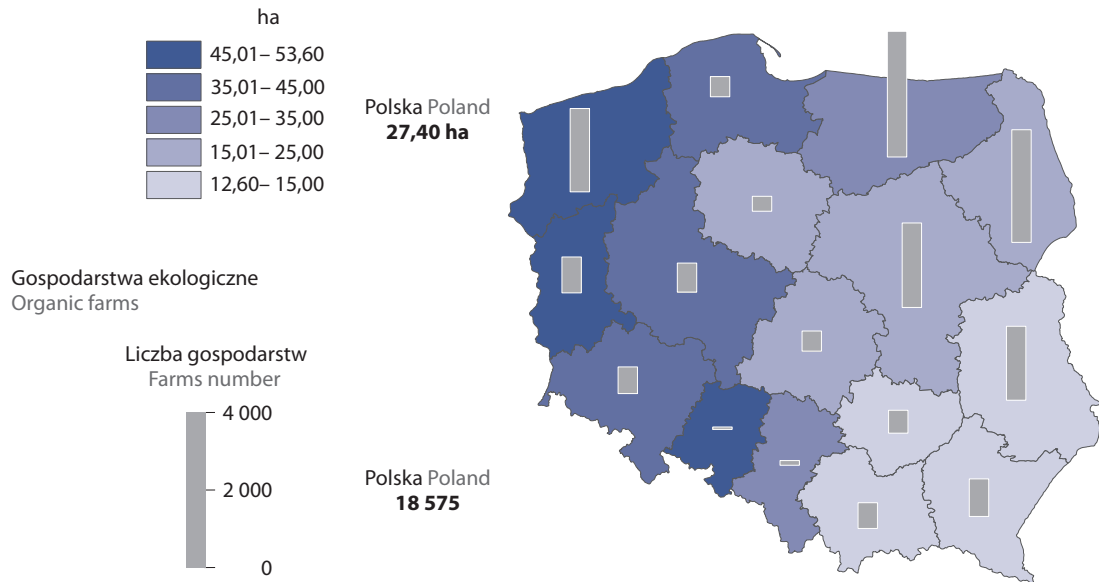 ha
45,01– 53,60
35,01– 45,00
25,01– 35,00
15,01– 25,00
12,60– 15,00
Polska Poland
27,40 ha
Gospodarstwa ekologiczne
Organic farms
Liczba gospodarstw
Farms number
4 000
2 000
0
Polska Poland
18 575